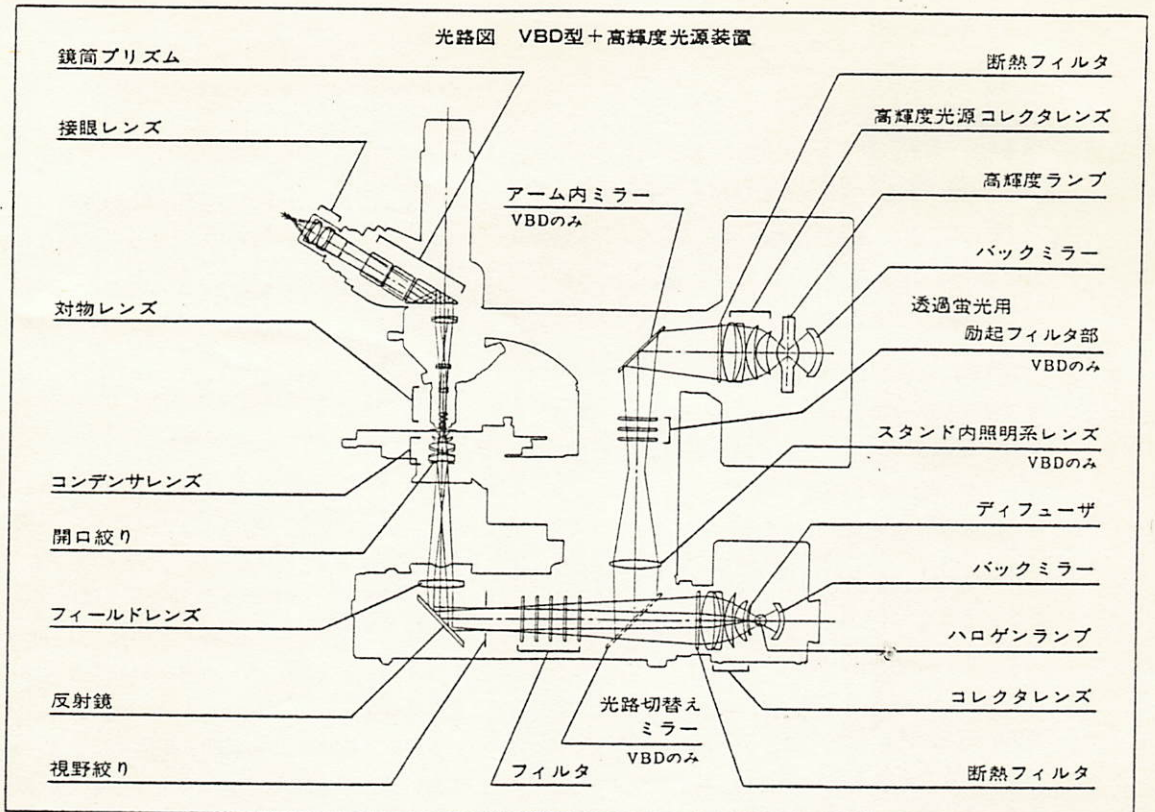 光路図 VBD型+高輝度光源装置
鏡筒プリズム
接眼レンズ
対物レンズ
コンデンサレンズ
開口絞り
フィールドレンズ
反射鏡
視野絞り
アーム内ミラー
VBDのみ
フィルタ
光路切替え
ミラー
VBDのみ
断熱フィルタ
高輝度光源コレクタレンズ
高輝度ランプ
バックミラー
透過蛍光用
励起フィルタ部
VBDのみ
スタンド内照明系レンズ
VBDのみ
ディフューザ
バックミラー
ハロゲンランプ
コレクタレンズ
断熱フィルタ